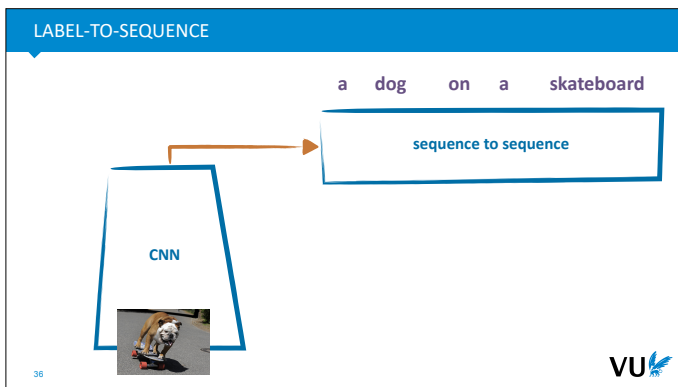 LABEL-TO-SEQUENCE
a dog on a skateboard
sequence to sequence
CNN
36
VU